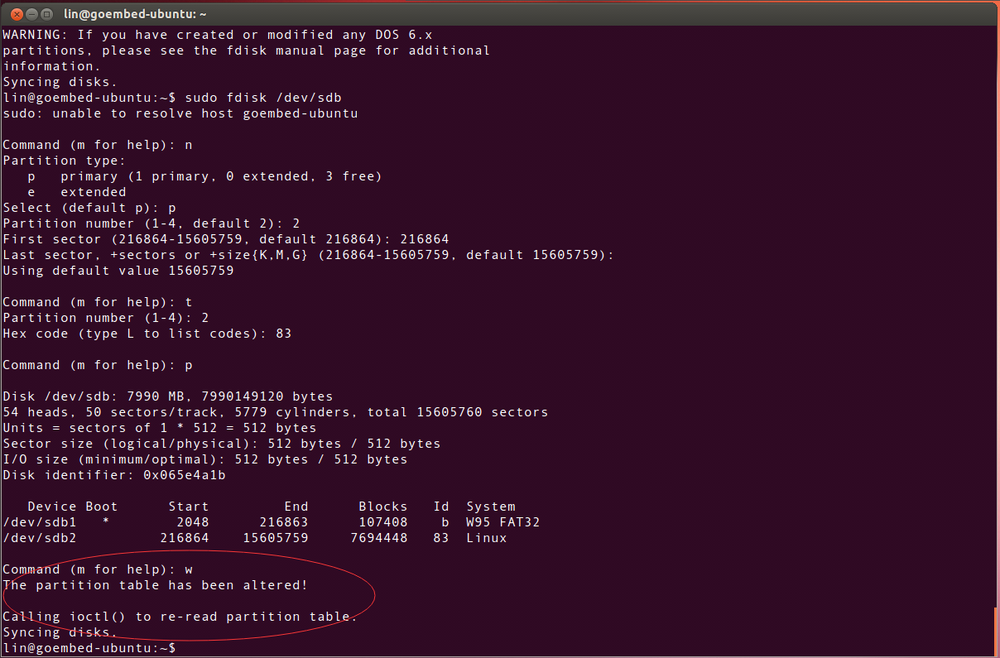 lin@goembed-ubuntu: ~
WARNING: If you have created or modified any DOS 6.x
partitions, please see the fdisk manual page for additional
information.
Syncing disks.
lin@goembed-ubuntu:~$ sudo fdisk /dev/sdb
sudo: unable to resolve host goembed-ubuntu
Command (m for help): n
Partition type:
   p   primary (1 primary, 0 extended, 3 free)
   e   extended
Select (default p): p
Partition number (1-4, default 2): 2
First sector (216864-15605759, default 216864): 216864
Last sector, +sectors or +size{K,M,G} (216864-15605759, default 15605759):
Using default value 15605759
Command (m for help): t
Partition number (1-4): 2
Hex code (type L to list codes): 83
Command (m for help): p
Disk /dev/sdb: 7990 MB, 7990149120 bytes
54 heads, 50 sectors/track, 5779 cylinders, total 15605760 sectors
Units = sectors of 1 * 512 = 512 bytes
Sector size (logical/physical): 512 bytes / 512 bytes
I/O size (minimum/optimal): 512 bytes / 512 bytes
Disk identifier: 0x065e4a1b
   Device Boot      Start         End      Blocks   Id  System
/dev/sdb1   *        2048      216863      107408    b  W95 FAT32
/dev/sdb2          216864    15605759     7694448   83  Linux
Command (m for help): w
The partition table has been altered!
Calling ioctl() to re-read partition table.
Syncing disks.
lin@goembed-ubuntu:~$